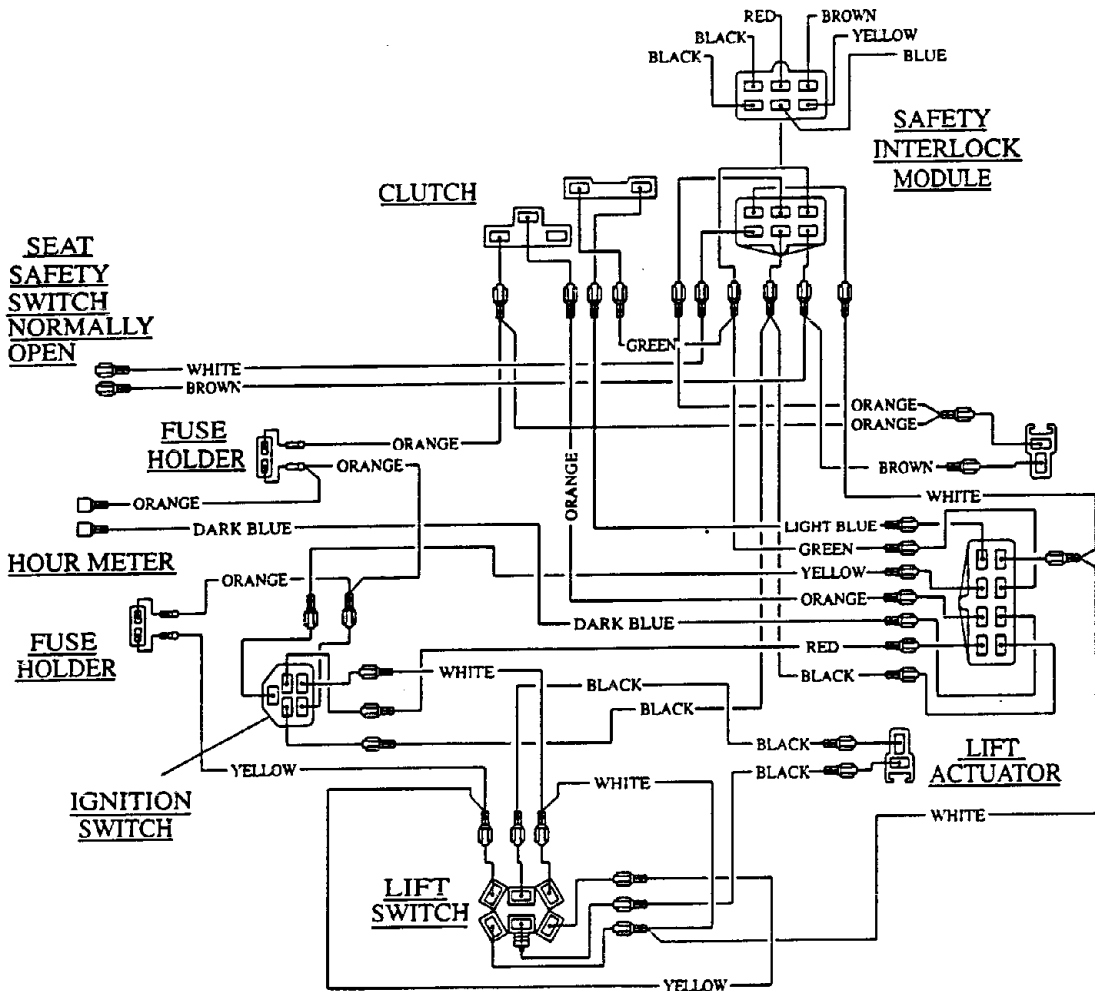 RED
BROWN
BLACK
YELLOW
BLACK
BLUE
SAFETY
INTERLOCK
MODULE
CLUTCH
SEAT
SAFETY
SWITCH
NORMALLY
OPEN
GREEN
WHITE
BROWN
ORANGE
ORANGE
FUSE
HOLDER
ORANGE
ORANGE
BROWN
ORANGE
ORANGE
WHITE
DARK BLUE
LIGHT BLUE
GREEN
HOUR METER
ORANGE
YELLOW
ORANGE
FUSE
HOLDER
DARK BLUE
RED
WHITE
BLACK
BLACK
BLACK
BLACK
LIFT
ACTUATOR
YELLOW
BLACK
WHITE
IGNITION
SWITCH
WHITE
LIFT
SWITCH
YELLOW